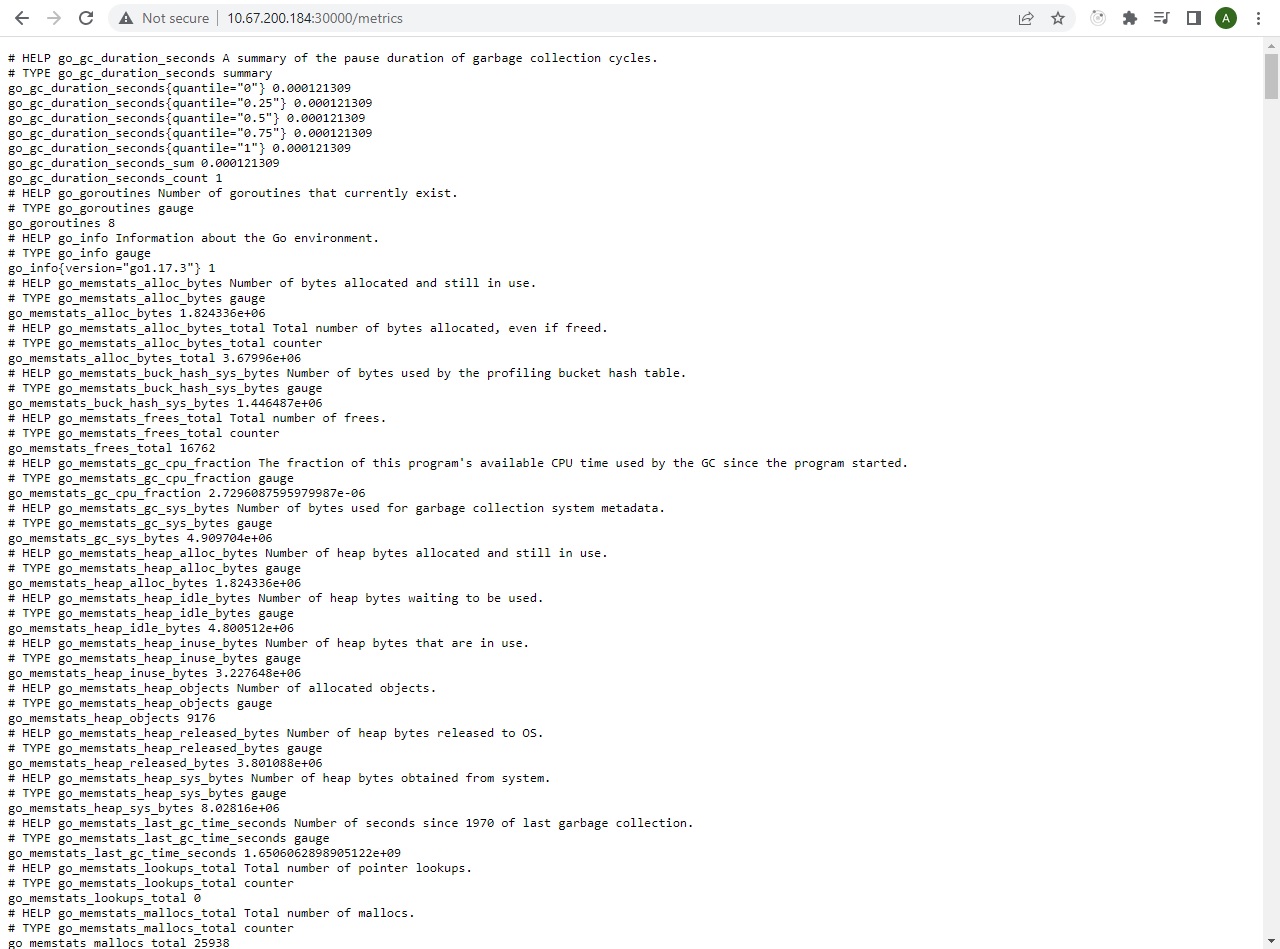 Not secure
10.67.200.184:30000/metrics
A
# HELP go_gc_duration_seconds A summary of the pause duration of garbage collection cycles.
# TYPE go_gc_duration_seconds summary
go_gc_duration_seconds{quantile="0"} 0.000121309
go_gc_duration_seconds{quantile="0.25"} 0.000121309
go_gc_duration_seconds{quantile="0.5"} 0.000121309
go_gc_duration_seconds{quantile="0.75"} 0.000121309
go_gc_duration_seconds{quantile="1"} 0.000121309
go_gc_duration_seconds_sum 0.000121309
go_gc_duration_seconds_count 1
# HELP go_goroutines Number of goroutines that currently exist.
# TYPE go_goroutines gauge
go_goroutines 8
# HELP go_info Information about the Go environment.
# TYPE go_info gauge
go_info{version="go1.17.3"} 1
# HELP go_memstats_alloc_bytes Number of bytes allocated and still in use.
# TYPE go_memstats_alloc_bytes gauge
go_memstats_alloc_bytes 1.824336e+06
# HELP go_memstats_alloc_bytes_total Total number of bytes allocated, even if freed.
# TYPE go_memstats_alloc_bytes_total counter
go_memstats_alloc_bytes_total 3.67996e+06
# HELP go_memstats_buck_hash_sys_bytes Number of bytes used by the profiling bucket hash table.
# TYPE go_memstats_buck_hash_sys_bytes gauge
go_memstats_buck_hash_sys_bytes 1.446487e+06
# HELP go_memstats_frees_total Total number of frees.
# TYPE go_memstats_frees_total counter
go_memstats_frees_total 16762
# HELP go_memstats_gc_cpu_fraction The fraction of this program's available CPU time used by the GC since the program started.
# TYPE go_memstats_gc_cpu_fraction gauge
go_memstats_gc_cpu_fraction 2.7296087595979987e-06
# HELP go_memstats_gc_sys_bytes Number of bytes used for garbage collection system metadata.
# TYPE go_memstats_gc_sys_bytes gauge
go_memstats_gc_sys_bytes 4.909704e+06
# HELP go_memstats_heap_alloc_bytes Number of heap bytes allocated and still in use.
# TYPE go_memstats_heap_alloc_bytes gauge
go_memstats_heap_alloc_bytes 1.824336e+06
# HELP go_memstats_heap_idle_bytes Number of heap bytes waiting to be used.
# TYPE go_memstats_heap_idle_bytes gauge
go_memstats_heap_idle_bytes 4.800512e+06
# HELP go_memstats_heap_inuse_bytes Number of heap bytes that are in use.
# TYPE go_memstats_heap_inuse_bytes gauge
go_memstats_heap_inuse_bytes 3.227648e+06
# HELP go_memstats_heap_objects Number of allocated objects.
# TYPE go_memstats_heap_objects gauge
go_memstats_heap_objects 9176
# HELP go_memstats_heap_released_bytes Number of heap bytes released to OS.
# TYPE go_memstats_heap_released_bytes gauge
go_memstats_heap_released_bytes 3.801088e+06
# HELP go_memstats_heap_sys_bytes Number of heap bytes obtained from system.
# TYPE go_memstats_heap_sys_bytes gauge
go_memstats_heap_sys_bytes 8.02816e+06
# HELP go_memstats_last_gc_time_seconds Number of seconds since 1970 of last garbage collection.
# TYPE go_memstats_last_gc_time_seconds gauge
go_memstats_last_gc_time_seconds 1.6506062898905122e+09
# HELP go_memstats_lookups_total Total number of pointer lookups.
# TYPE go_memstats_lookups_total counter
go_memstats_lookups_total 0
# HELP go_memstats_mallocs_total Total number of mallocs.
# TYPE go_memstats_mallocs_total counter
go_memstats_mallocs_total 25938